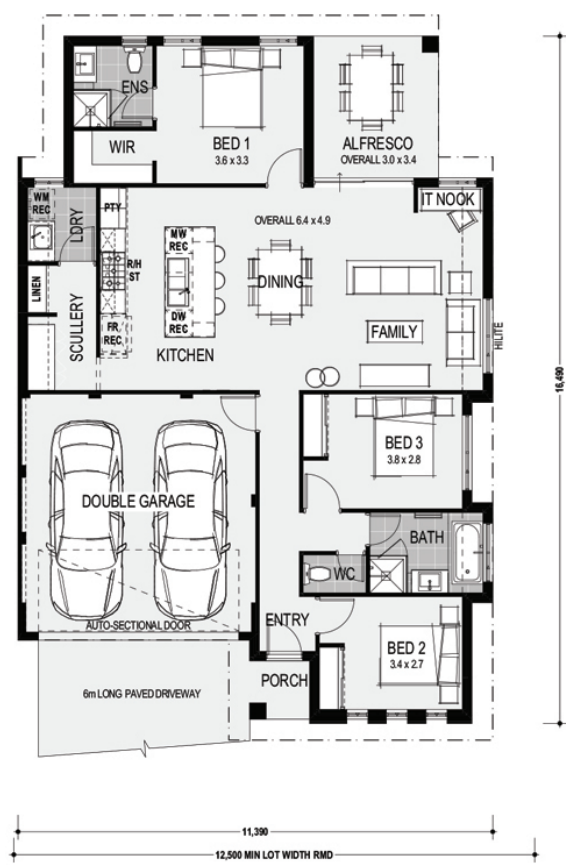 ENS
WIR
BED 1
3.6 x 3.3
ALFRESCO
OVERALL 3.0 x 3.4
WM
REC
LDRY
PTY
IT NOOK
OVERALL 6.4 x 4.9
MW
REC
R/H
ST
DINING
LINEN
SCULLERY
FR
REC
DW
REC
KITCHEN
FAMILY
HILITE
16,490
BED 3
3.8 x 2.8
DOUBLE GARAGE
BATH
WC
AUTO-SECTIONAL DOOR
ENTRY
BED 2
3.4 x 2.7
PORCH
6m LONG PAVED DRIVEWAY
11,390
12,500 MIN LOT WIDTH RMD